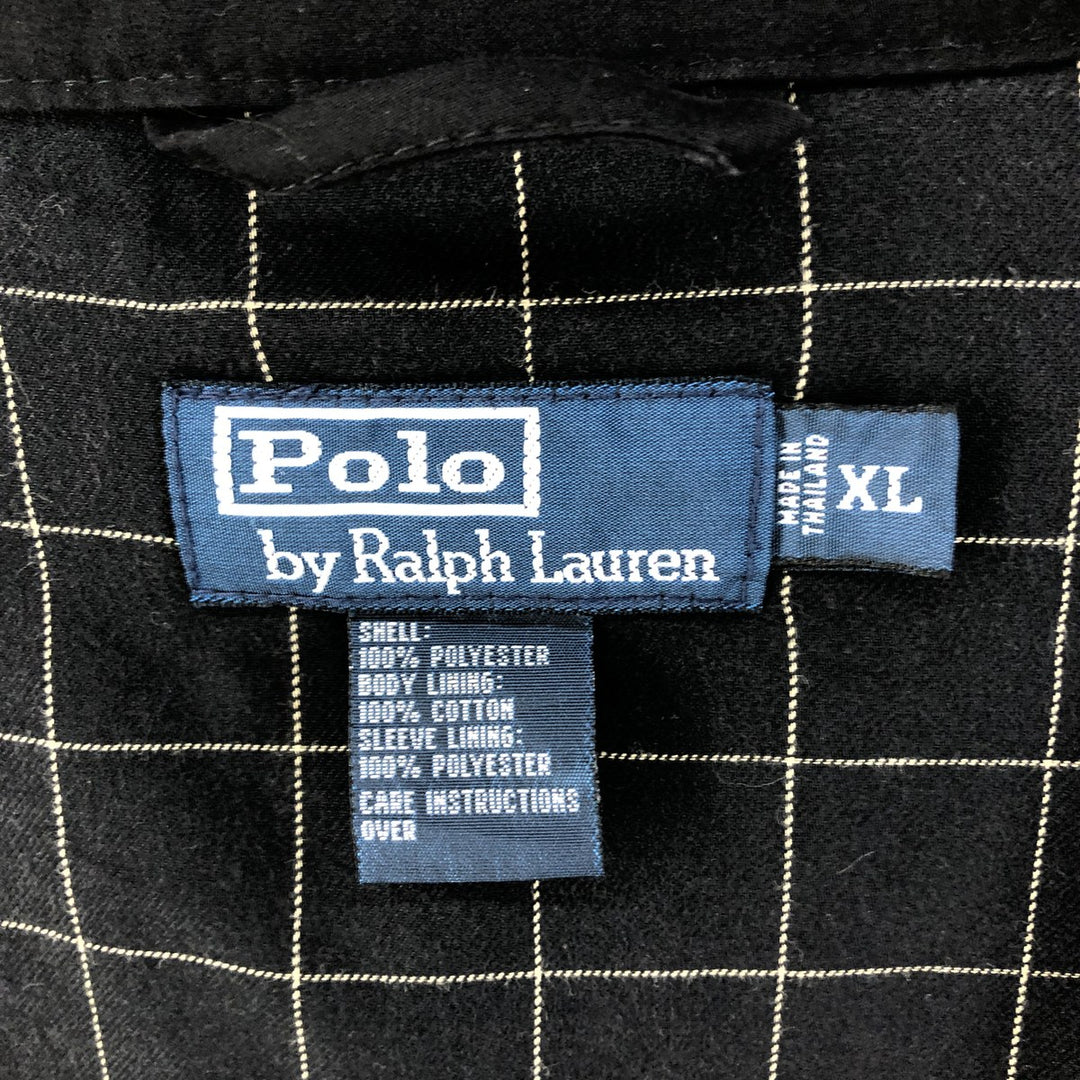 Polo
by Ralph Lauren
MADE IN
THAILAND
XL
SHELL:
100% POLYESTER
BODY LINING:
100% COTTON
SLEEVE LINING:
100% POLYESTER
CARE INSTRUCTIONS
OVER